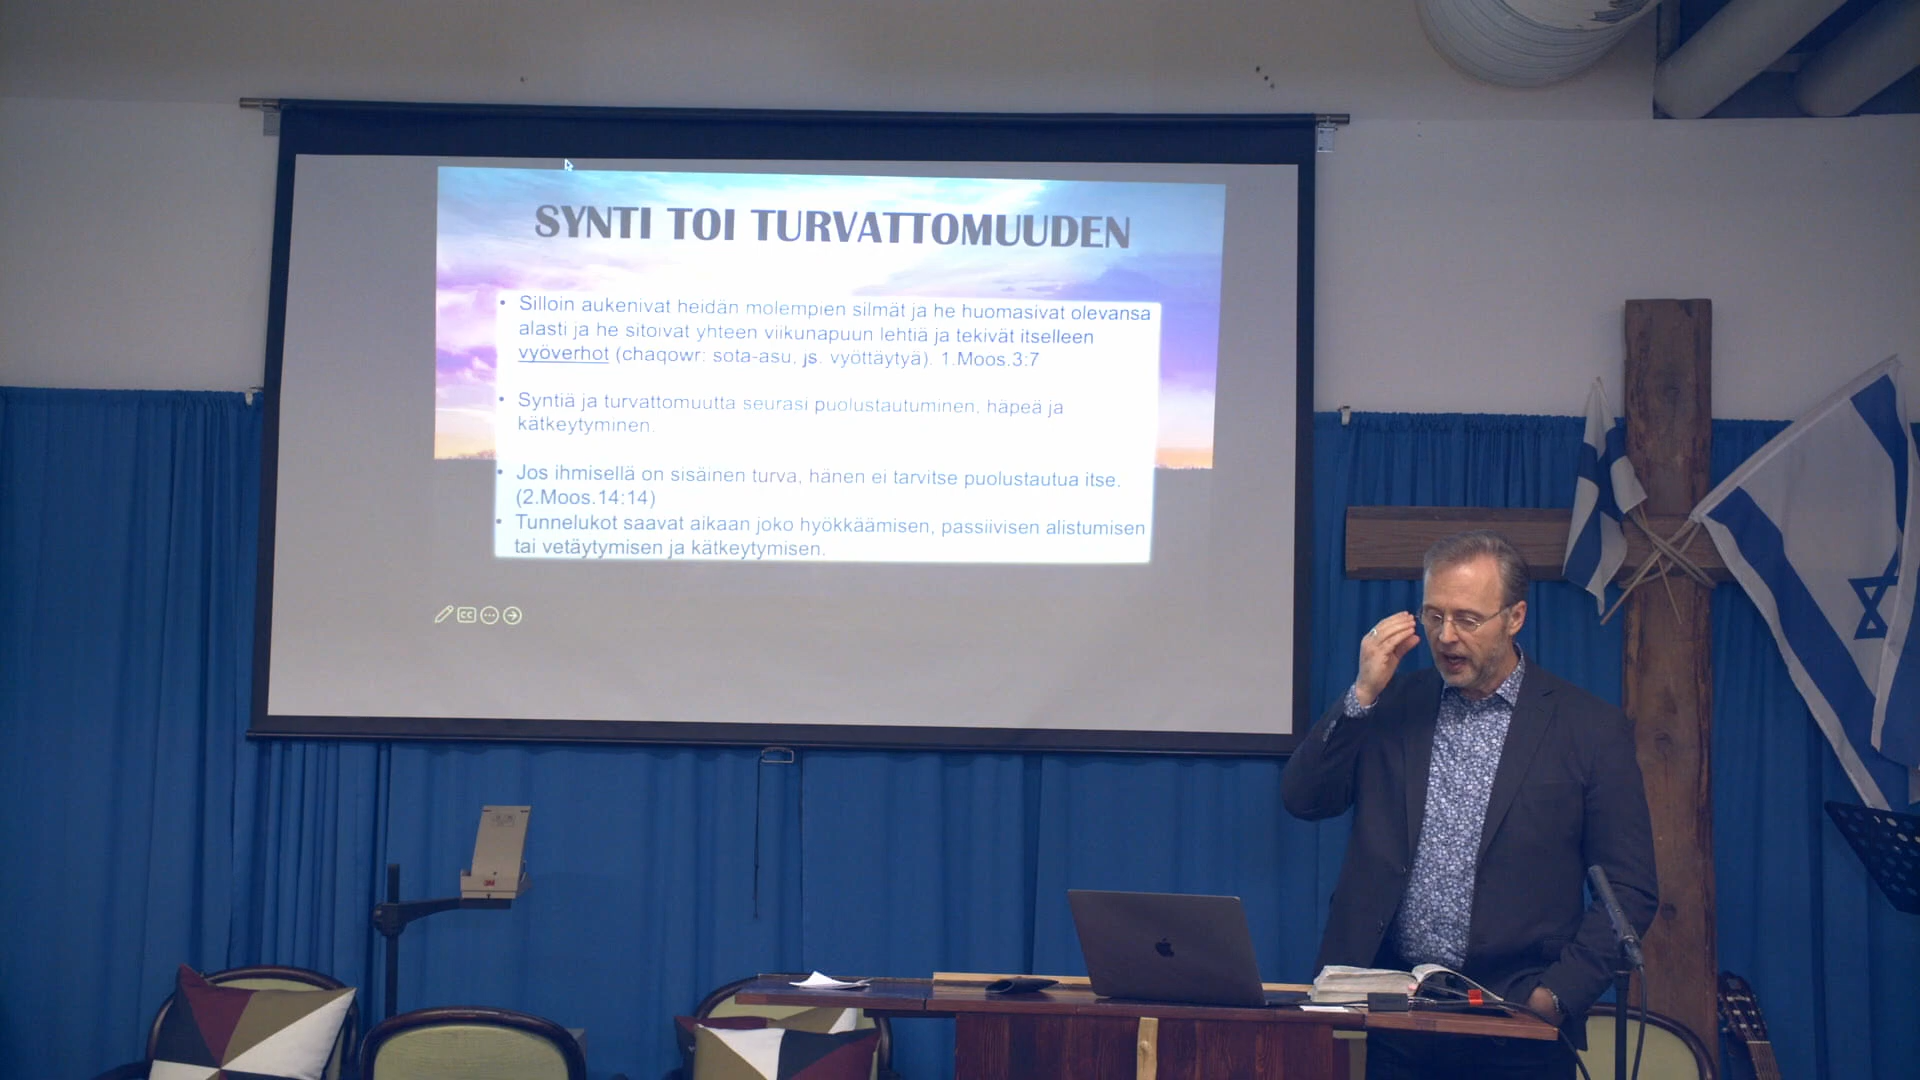 SYNTI TOI TURVATTOMUUDEN
• Silloin aukenivat heidän molempien silmät ja he huomasivat olevansa
alasti ja he sitoivat yhteen viikunapuun lehtiä ja tekivät itselleen
vyöverhot (chaqowr: sota-asu, js. vyöttäytyä). 1.Moos.3:7
• Syntiä ja turvattomuutta seurasi puolustautuminen, häpeä ja
kätkeytyminen.
• Jos ihmisellä on sisäinen turva, hänen ei tarvitse puolustautua itse.
(2.Moos.14:14)
• Tunnelukot saavat aikaan joko hyökkäämisen, passiivisen alistumisen
tai vetäytymisen ja kätkeytymisen.
CC
3M